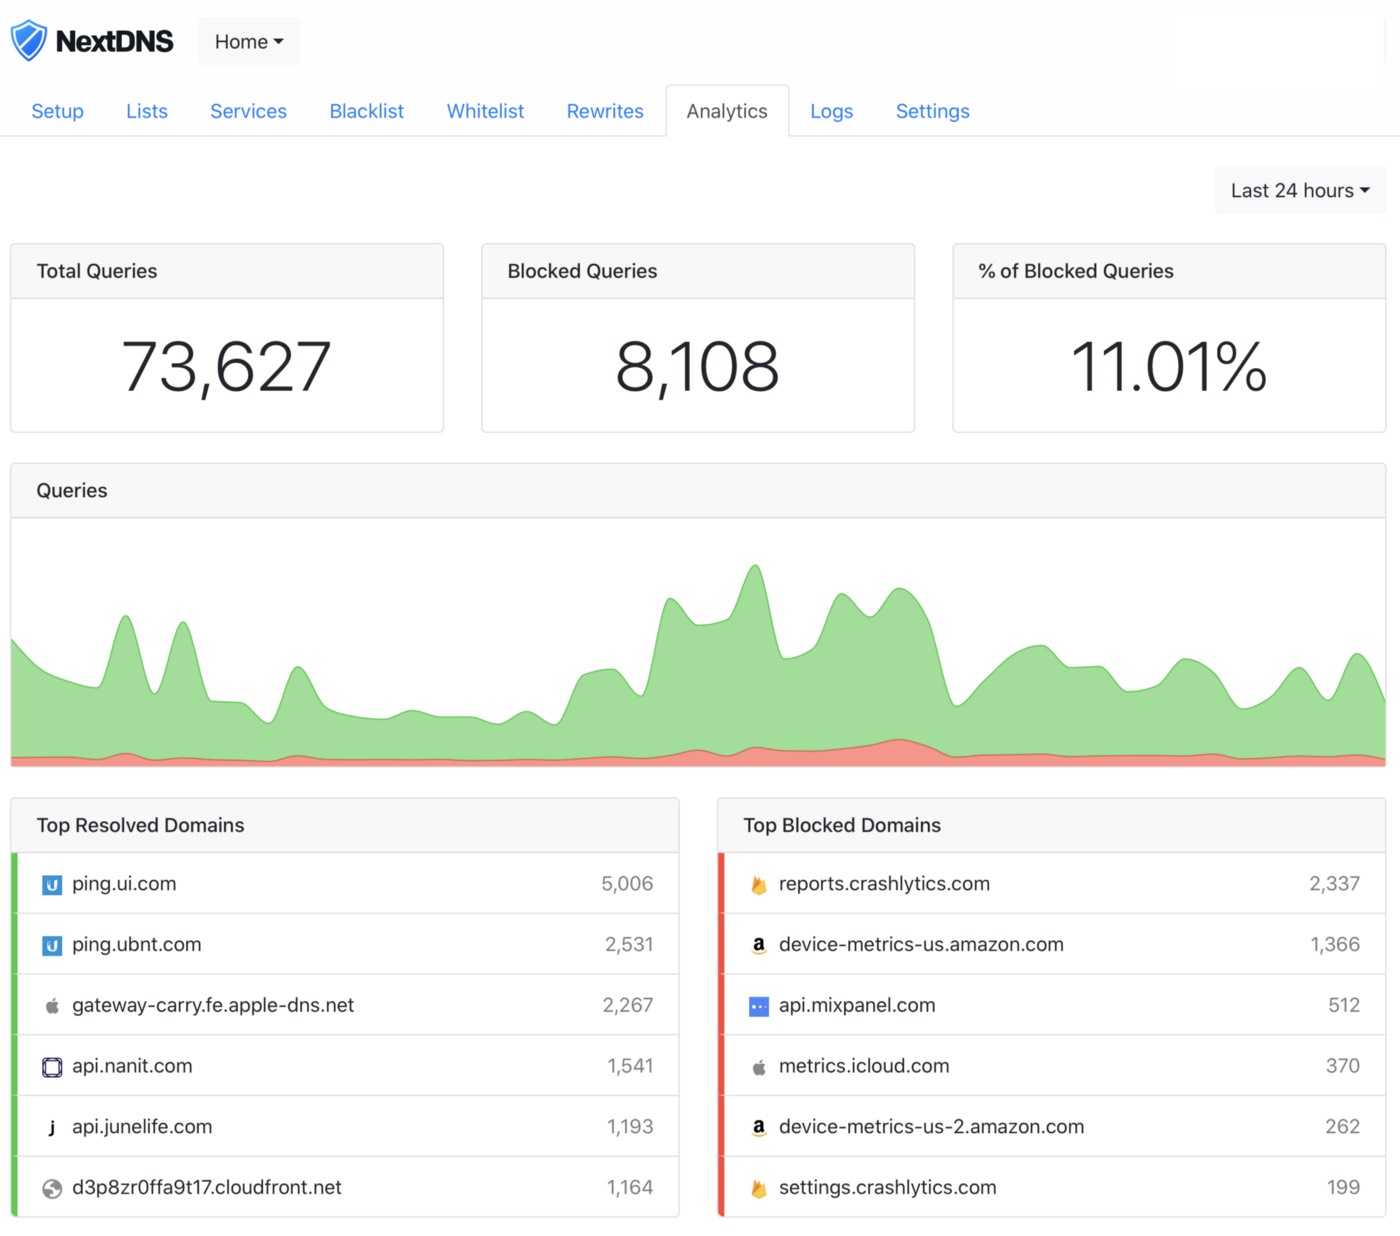 NextDNS Home
Setup Lists Services Blacklist Whitelist Rewrites Analytics Logs Settings
Last 24 hours
Total Queries
73,627
Blocked Queries
8,108
% of Blocked Queries
11.01%
Queries
Top Resolved Domains
ping.ui.com 5,006
ping.ubnt.com 2,531
gateway-carry.fe.apple-dns.net 2,267
api.nanit.com 1,541
j api.junelife.com 1,193
d3p8zr0ffa9t17.cloudfront.net 1,164
Top Blocked Domains
reports.crashlytics.com 2,337
a device-metrics-us.amazon.com 1,366
api.mixpanel.com 512
metrics.icloud.com 370
a device-metrics-us-2.amazon.com 262
settings.crashlytics.com 199